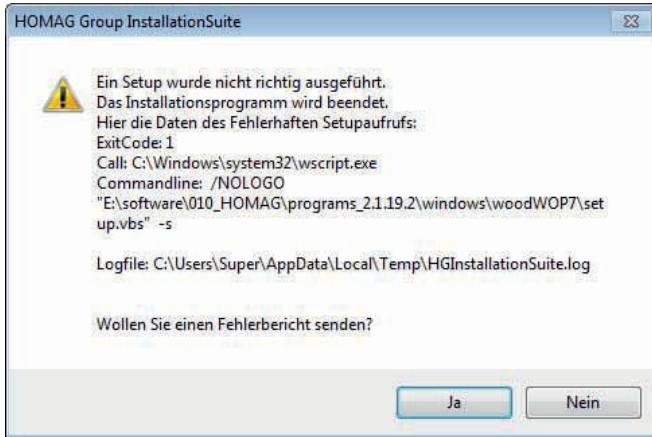 HOMAG Group InstallationSuite
Ein Setup wurde nicht richtig ausgeführt.
Das Installationsprogramm wird beendet.
Hier die Daten des Fehlerhaften Setupaufrufs:
ExitCode: 1
Call: C:\Windows\system32\wscript.exe
Commandline: /NOLOGO
"E:\software\010_HOMAG\programs_2.1.19.2\windows\woodWOP7\set
up.vbs" -s
Logfile: C:\Users\Super\AppData\Local\Temp\HGInstallationSuite.log
Wollen Sie einen Fehlerbericht senden?
Ja
Nein